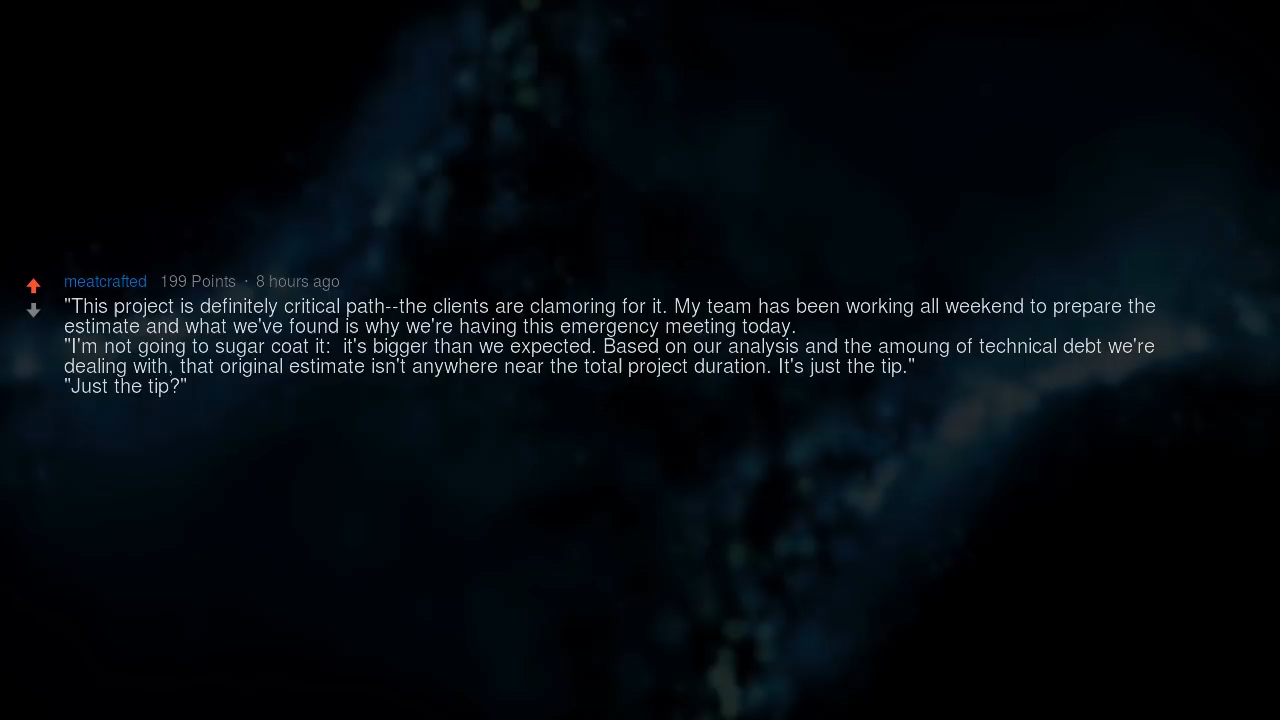 meatcrafted 199 Points · 8 hours ago
"This project is definitely critical path--the clients are clamoring for it. My team has been working all weekend to prepare the
estimate and what we've found is why we're having this emergency meeting today.
"I'm not going to sugar coat it:  it's bigger than we expected. Based on our analysis and the amoung of technical debt we're
dealing with, that original estimate isn't anywhere near the total project duration. It's just the tip."
"Just the tip?"